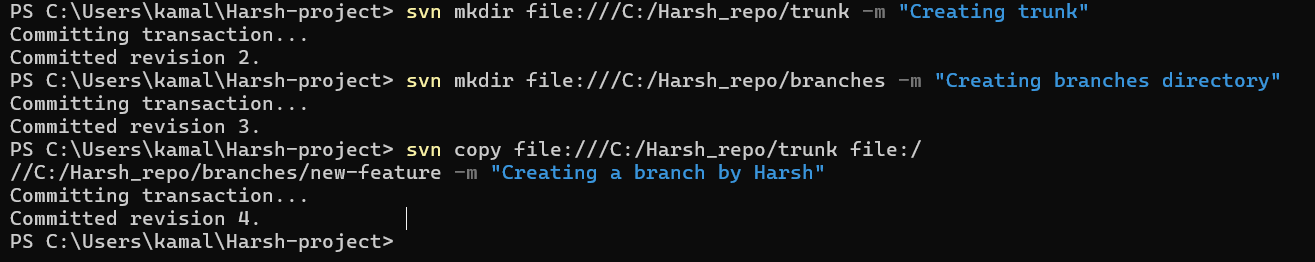 PS C:\Users\kamal\Harsh-project> svn mkdir file:///C:/Harsh_repo/trunk -m "Creating trunk"
Committing transaction...
Committed revision 2.
PS C:\Users\kamal\Harsh-project> svn mkdir file:///C:/Harsh_repo/branches -m "Creating branches directory"
Committing transaction...
Committed revision 3.
PS C:\Users\kamal\Harsh-project> svn copy file:///C:/Harsh_repo/trunk file:/
//C:/Harsh_repo/branches/new-feature -m "Creating a branch by Harsh"
Committing transaction...
Committed revision 4.
PS C:\Users\kamal\Harsh-project>